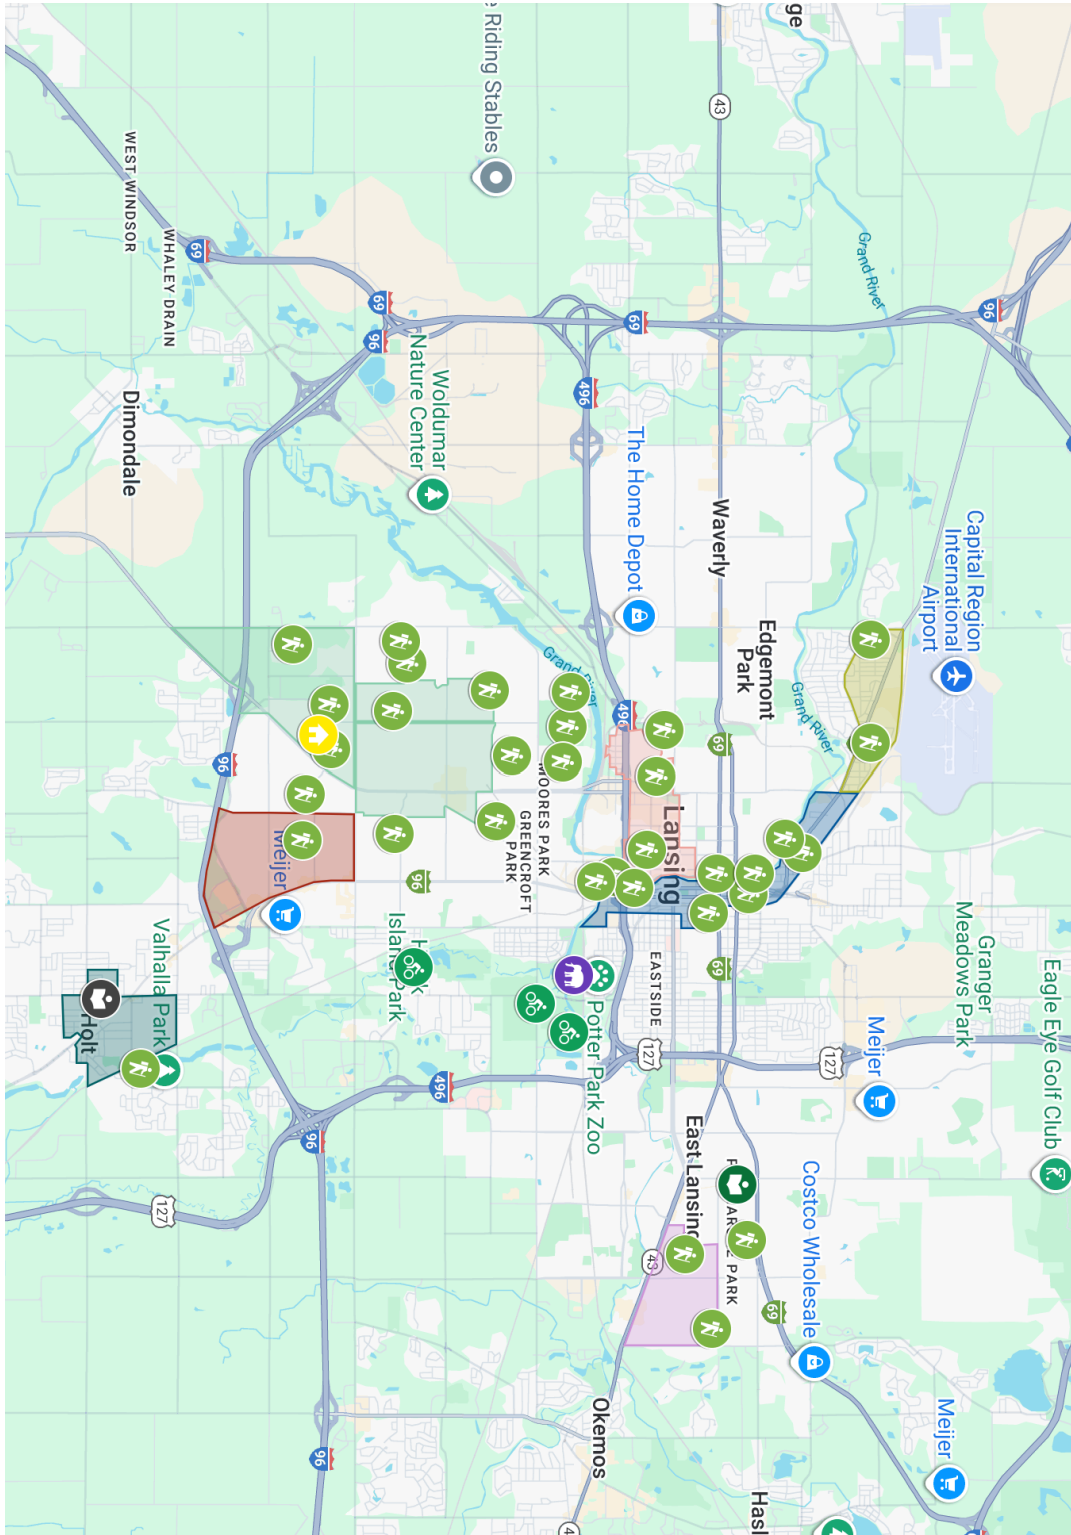 ge
e Riding Stables
43
WEST WINDSOR
WHALEY DRAIN
Grand River
69
96
69
69
96
496
Woldumar
Nature Center
Dimondale
The Home Depot
Waverly
Capital Region
International
Airport
Edgemont
Park
Grand River
Grand River
496
69
96
MOORES PARK
GREENCROFT
PARK
Lansing
Meijer
96
Island Park
Valhalla Park
Holt
EASTSIDE
69
Granger
Meadows Park
Eagle Eye Golf Club
Potter Park Zoo
127
127
Meijer
496
96
127
East Lansing
PARK
43
Costco Wholesale
69
Okemos
Meijer
96
Hasl
4